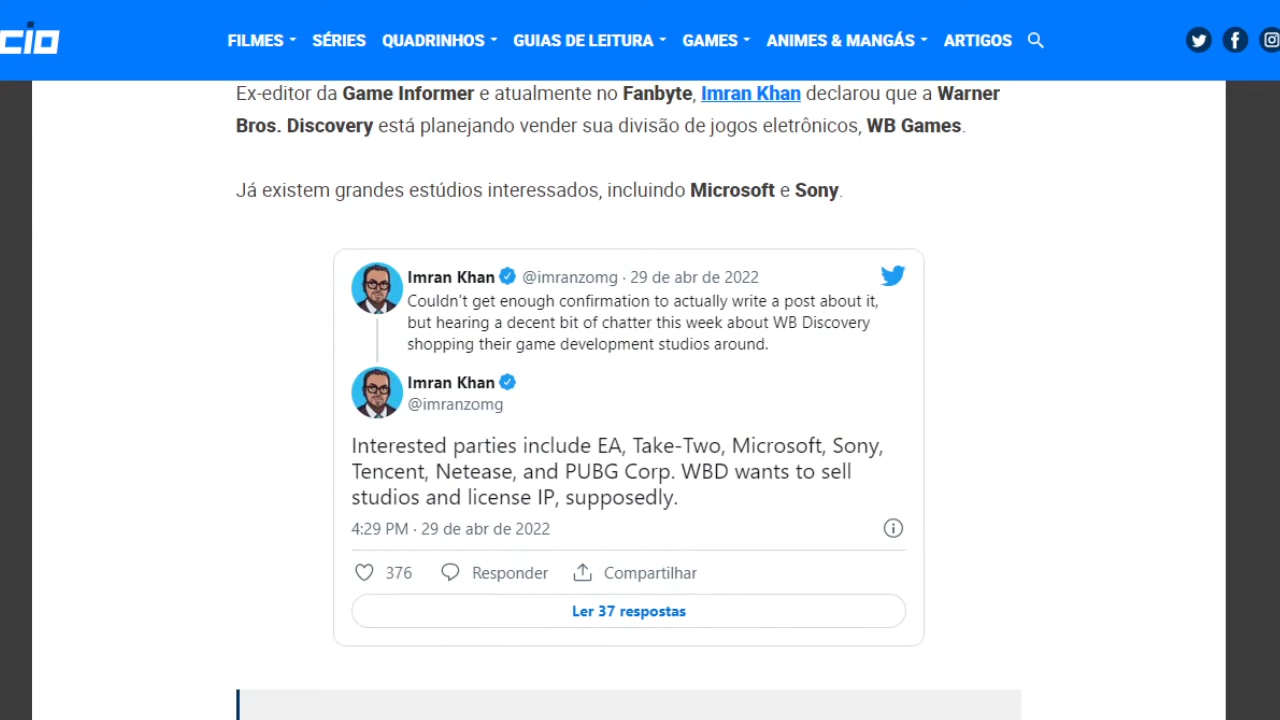 cio
FILMES SÉRIES QUADRINHOS GUIAS DE LEITURA GAMES ANIMES & MANGÁS ARTIGOS
Ex-editor da Game Informer e atualmente no Fanbyte, Imran Khan declarou que a Warner
Bros. Discovery está planejando vender sua divisão de jogos eletrônicos, WB Games.
Já existem grandes estúdios interessados, incluindo Microsoft e Sony.
Imran Khan @imranzomg · 29 de abr de 2022
Couldn't get enough confirmation to actually write a post about it,
but hearing a decent bit of chatter this week about WB Discovery
shopping their game development studios around.
Imran Khan
@imranzomg
Interested parties include EA, Take-Two, Microsoft, Sony,
Tencent, Netease, and PUBG Corp. WBD wants to sell
studios and license IP, supposedly.
4:29 PM · 29 de abr de 2022
376 Responder Compartilhar
Ler 37 respostas